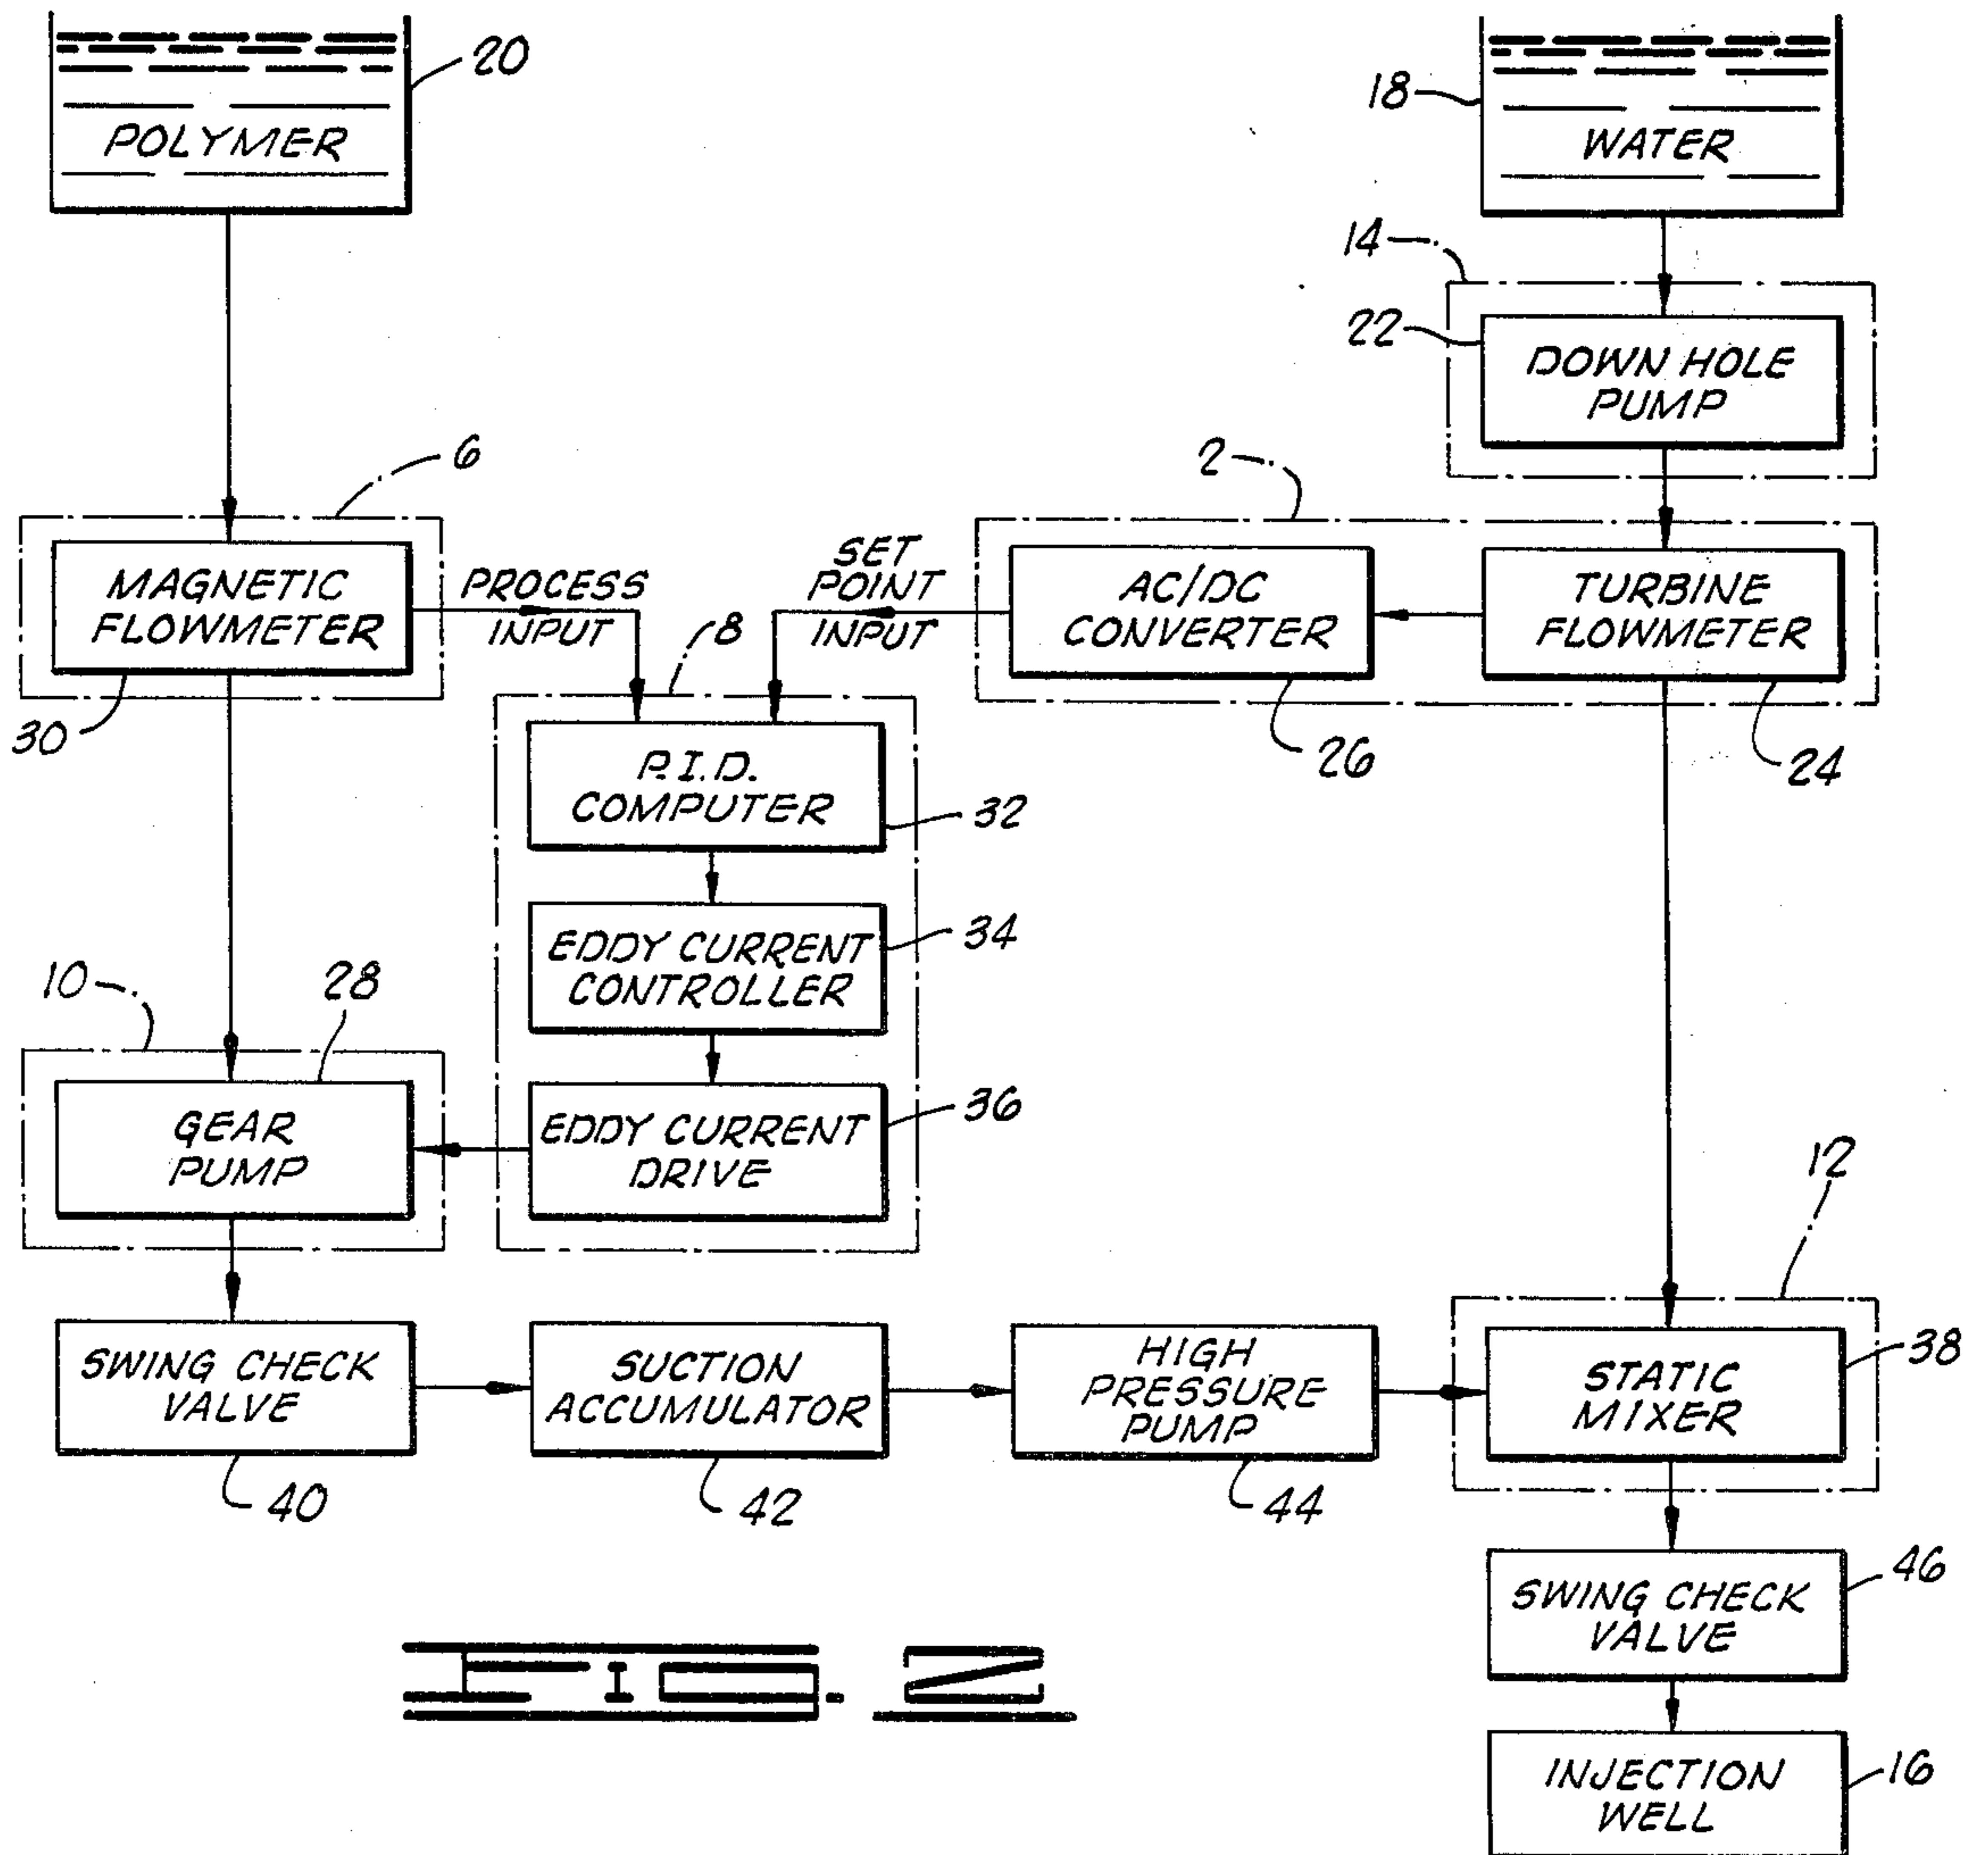 20
POLYMER
18
WATER
14
22
DOWN HOLE
PUMP
6
2
MAGNETIC
FLOWMETER
30
PROCESS
INPUT
SET
POINT
INPUT
8
AC/DC
CONVERTER
26
TURBINE
FLOWMETER
24
P.I.D.
COMPUTER
32
EDDY CURRENT
CONTROLLER
34
10
28
GEAR
PUMP
EDDY CURRENT
DRIVE
36
12
SWING CHECK
VALVE
40
SUCTION
ACCUMULATOR
42
HIGH
PRESSURE
PUMP
44
STATIC
MIXER
38
SWING CHECK
VALVE
46
INJECTION
WELL
16
FIG. 2